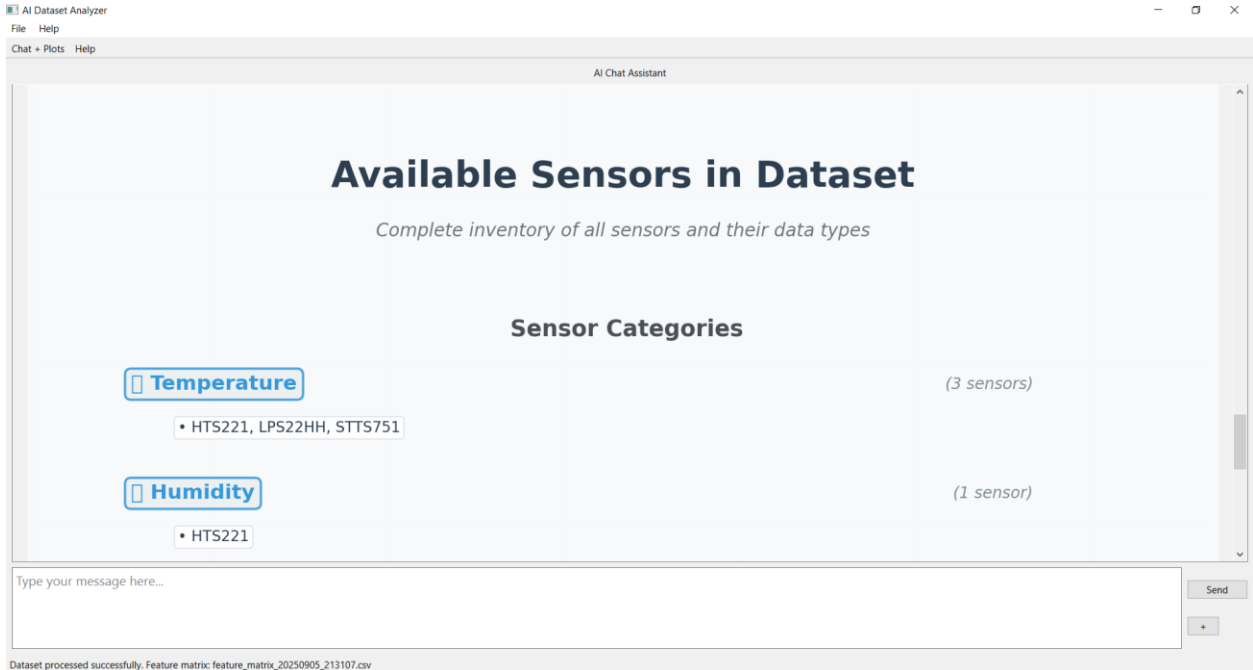 AI Dataset Analyzer
File Help
Chat + Plots Help
AI Chat Assistant
Available Sensors in Dataset
Complete inventory of all sensors and their data types
Sensor Categories
Temperature (3 sensors)
• HTS221, LPS22HH, STTS751
Humidity (1 sensor)
• HTS221
Type your message here...
Send
+
Dataset processed successfully. Feature matrix: feature_matrix_20250905_213107.csv